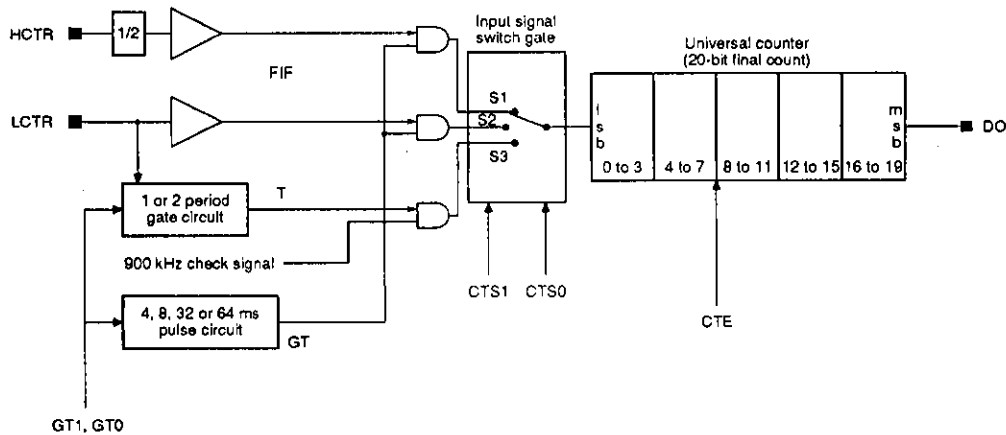 HCTR
1/2
FIF
LCTR
1 or 2 period
gate circuit
T
900 kHz check signal
4, 8, 32 or 64 ms
pulse circuit
GT
GT1, GT0
Input signal
switch gate
S1
S2
S3
CTS1
CTS0
Universal counter
(20-bit final count)
l
s
b
0 to 3
4 to 7
8 to 11
12 to 15
16 to 19
m
s
b
CTE
DO